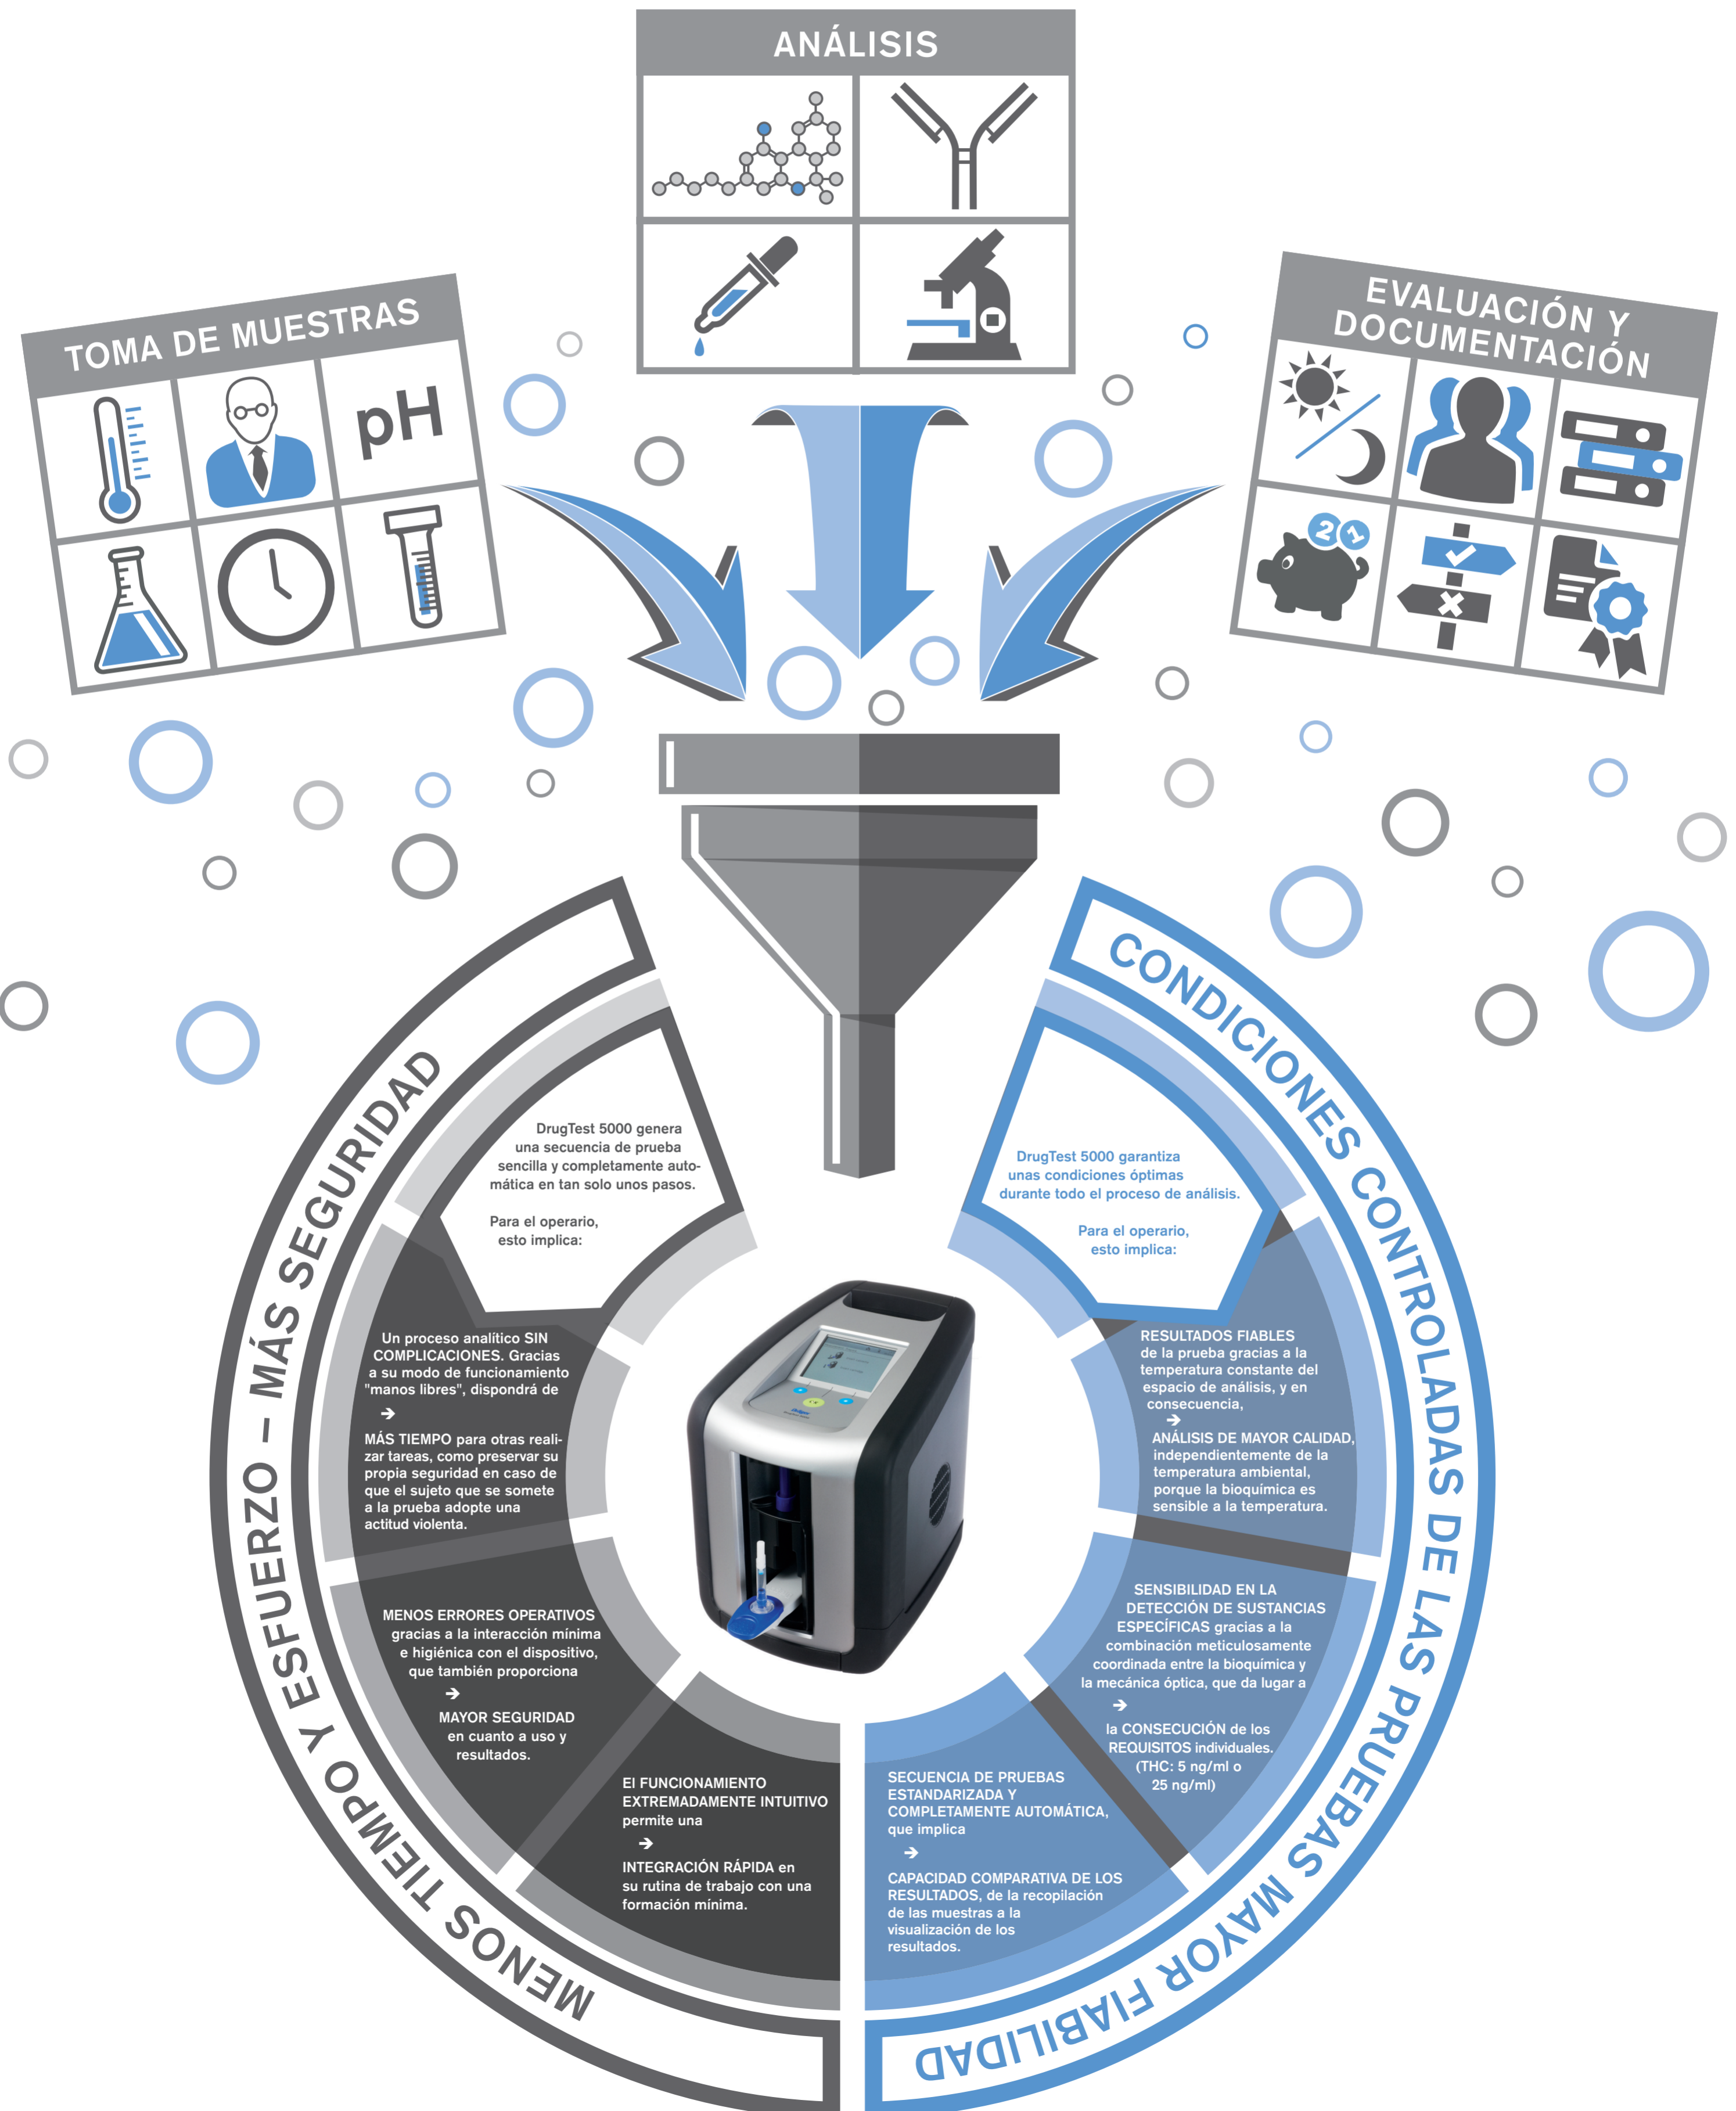 ANÁLISIS
TOMA DE MUESTRAS
pH
EVALUACIÓN Y
DOCUMENTACIÓN
2 1
MENOS TIEMPO Y ESFUERZO – MÁS SEGURIDAD
DrugTest 5000 genera
una secuencia de prueba
sencilla y completamente auto-
mática en tan solo unos pasos.
Para el operario,
esto implica:
Un proceso analítico SIN
COMPLICACIONES. Gracias
a su modo de funcionamiento
"manos libres", dispondrá de
➔
MÁS TIEMPO para otras reali-
zar tareas, como preservar su
propia seguridad en caso de
que el sujeto que se somete
a la prueba adopte una
actitud violenta.
MENOS ERRORES OPERATIVOS
gracias a la interacción mínima
e higiénica con el dispositivo,
que también proporciona
➔
MAYOR SEGURIDAD
en cuanto a uso y
resultados.
El FUNCIONAMIENTO
EXTREMADAMENTE INTUITIVO
permite una
➔
INTEGRACIÓN RÁPIDA en
su rutina de trabajo con una
formación mínima.
CONDICIONES CONTROLADAS DE LAS PRUEBAS MAYOR FIABILIDAD
DrugTest 5000 garantiza
unas condiciones óptimas
durante todo el proceso de análisis.
Para el operario,
esto implica:
RESULTADOS FIABLES
de la prueba gracias a la
temperatura constante del
espacio de análisis, y en
consecuencia,
➔
ANÁLISIS DE MAYOR CALIDAD,
independientemente de la
temperatura ambiental,
porque la bioquímica es
sensible a la temperatura.
SENSIBILIDAD EN LA
DETECCIÓN DE SUSTANCIAS
ESPECÍFICAS gracias a la
combinación meticulosamente
coordinada entre la bioquímica y
la mecánica óptica, que da lugar a
➔
la CONSECUCIÓN de los
REQUISITOS individuales.
(THC: 5 ng/ml o
25 ng/ml)
SECUENCIA DE PRUEBAS
ESTANDARIZADA Y
COMPLETAMENTE AUTOMÁTICA,
que implica
➔
CAPACIDAD COMPARATIVA DE LOS
RESULTADOS, de la recopilación
de las muestras a la
visualización de los
resultados.
Dräger